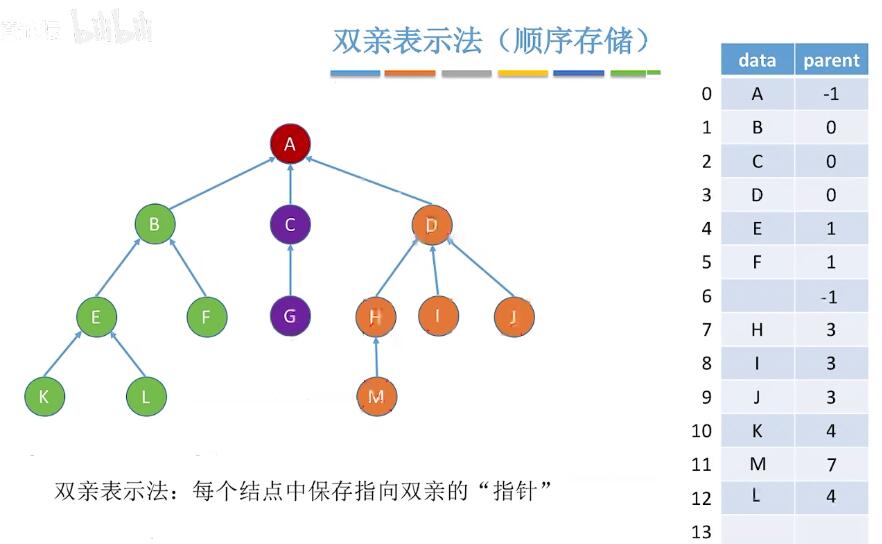 bilibili
双亲表示法（顺序存储）
data parent
0 A -1
1 B 0
2 C 0
3 D 0
4 E 1
5 F 1
6 -1
7 H 3
8 I 3
9 J 3
10 K 4
11 M 7
12 L 4
13
A
B C D
E F G H I J
K L M
双亲表示法：每个结点中保存指向双亲的“指针”